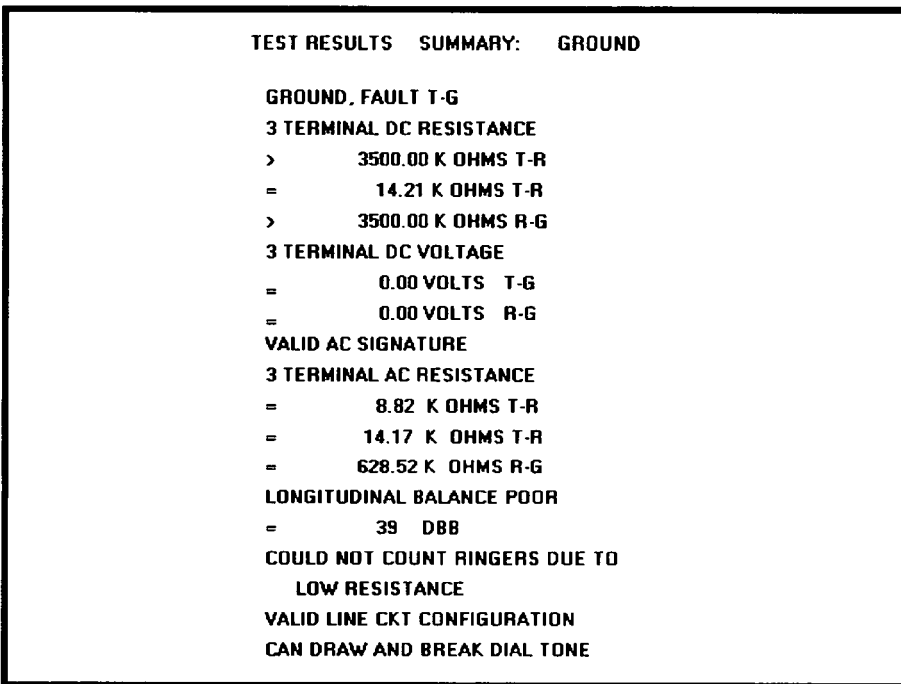 TEST RESULTS SUMMARY: GROUND
GROUND, FAULT T-G
3 TERMINAL DC RESISTANCE
> 3500.00 K OHMS T-R
= 14.21 K OHMS T-R
> 3500.00 K OHMS R-G
3 TERMINAL DC VOLTAGE
= 0.00 VOLTS T-G
= 0.00 VOLTS R-G
VALID AC SIGNATURE
3 TERMINAL AC RESISTANCE
= 8.82 K OHMS T-R
= 14.17 K OHMS T-R
= 628.52 K OHMS R-G
LONGITUDINAL BALANCE POOR
= 39 DBB
COULD NOT COUNT RINGERS DUE TO
LOW RESISTANCE
VALID LINE CKT CONFIGURATION
CAN DRAW AND BREAK DIAL TONE